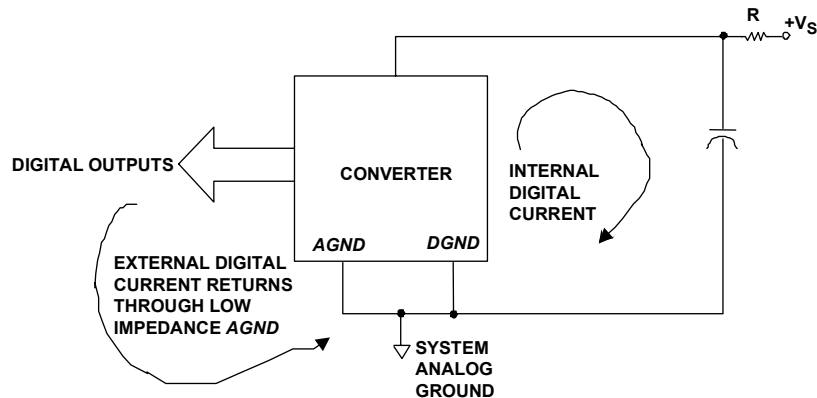 R
+VS
DIGITAL OUTPUTS
CONVERTER
INTERNAL
DIGITAL
CURRENT
AGND
DGND
EXTERNAL DIGITAL
CURRENT RETURNS
THROUGH LOW
IMPEDANCE AGND
SYSTEM
ANALOG
GROUND